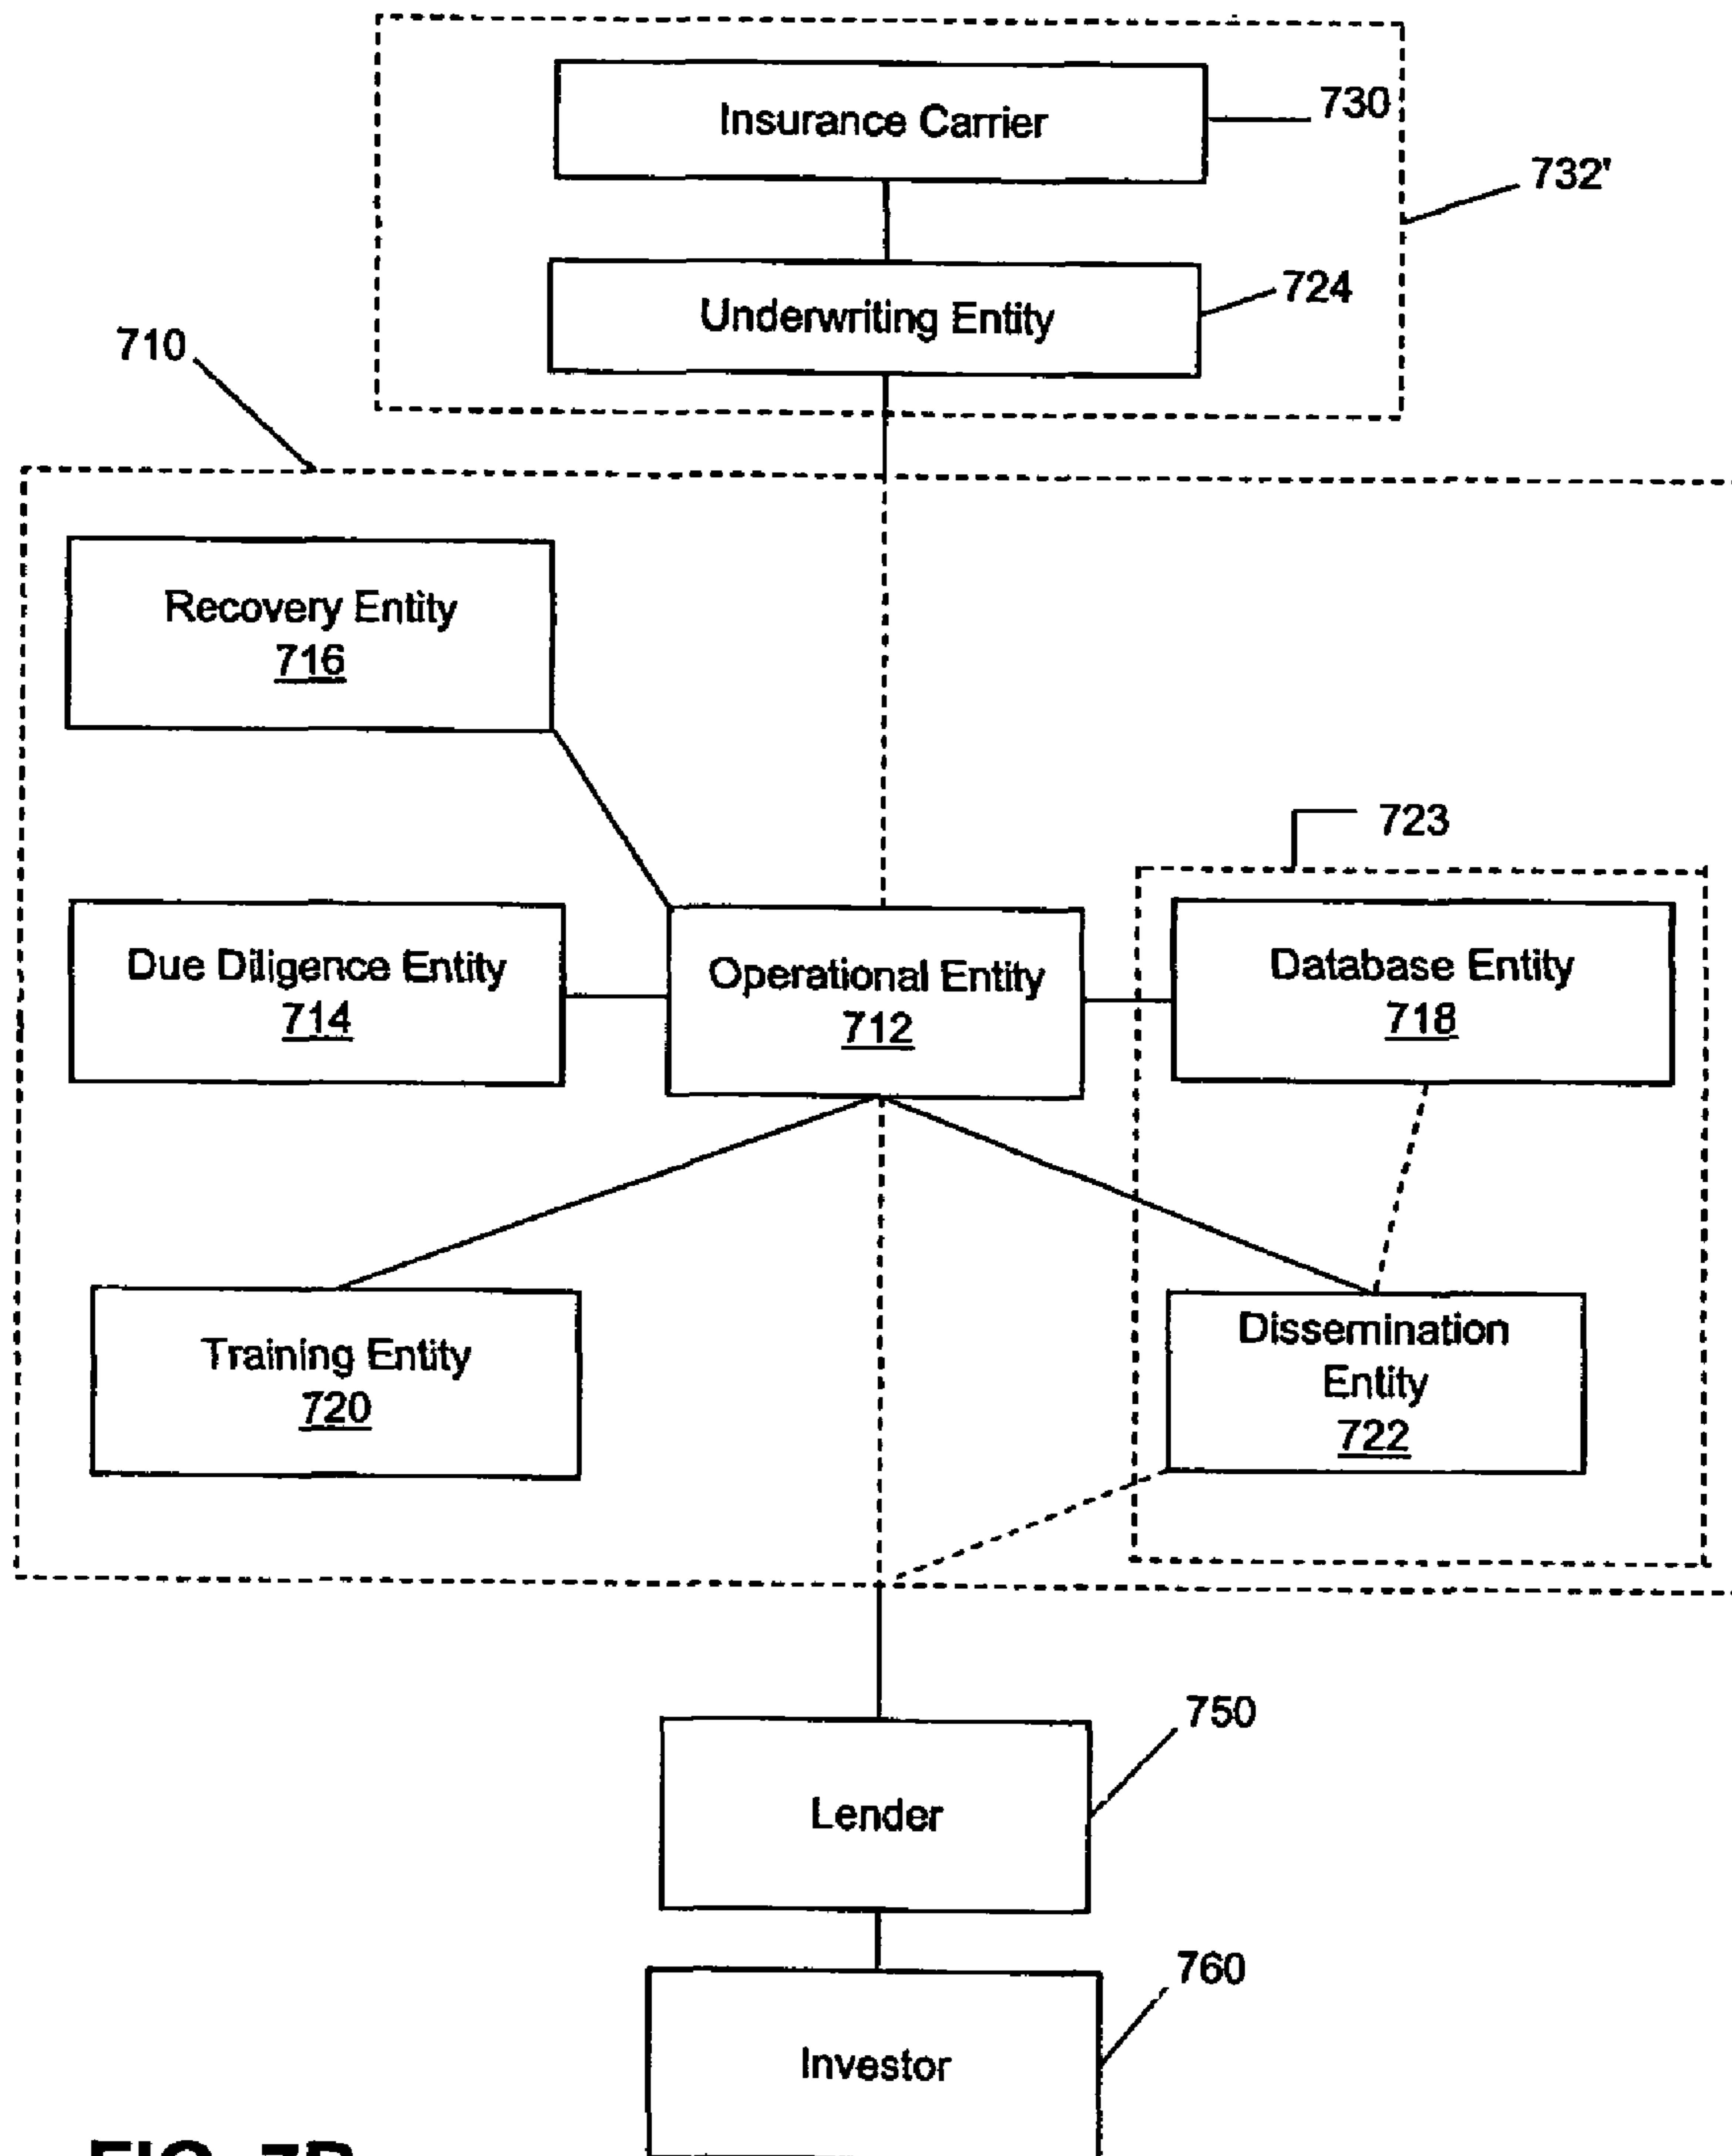 Insurance Carrier
730
732'
Underwriting Entity
724
710
Recovery Entity
716
723
Due Diligence Entity
714
Operational Entity
712
Database Entity
718
Training Entity
720
Dissemination
Entity
722
750
Lender
760
Investor